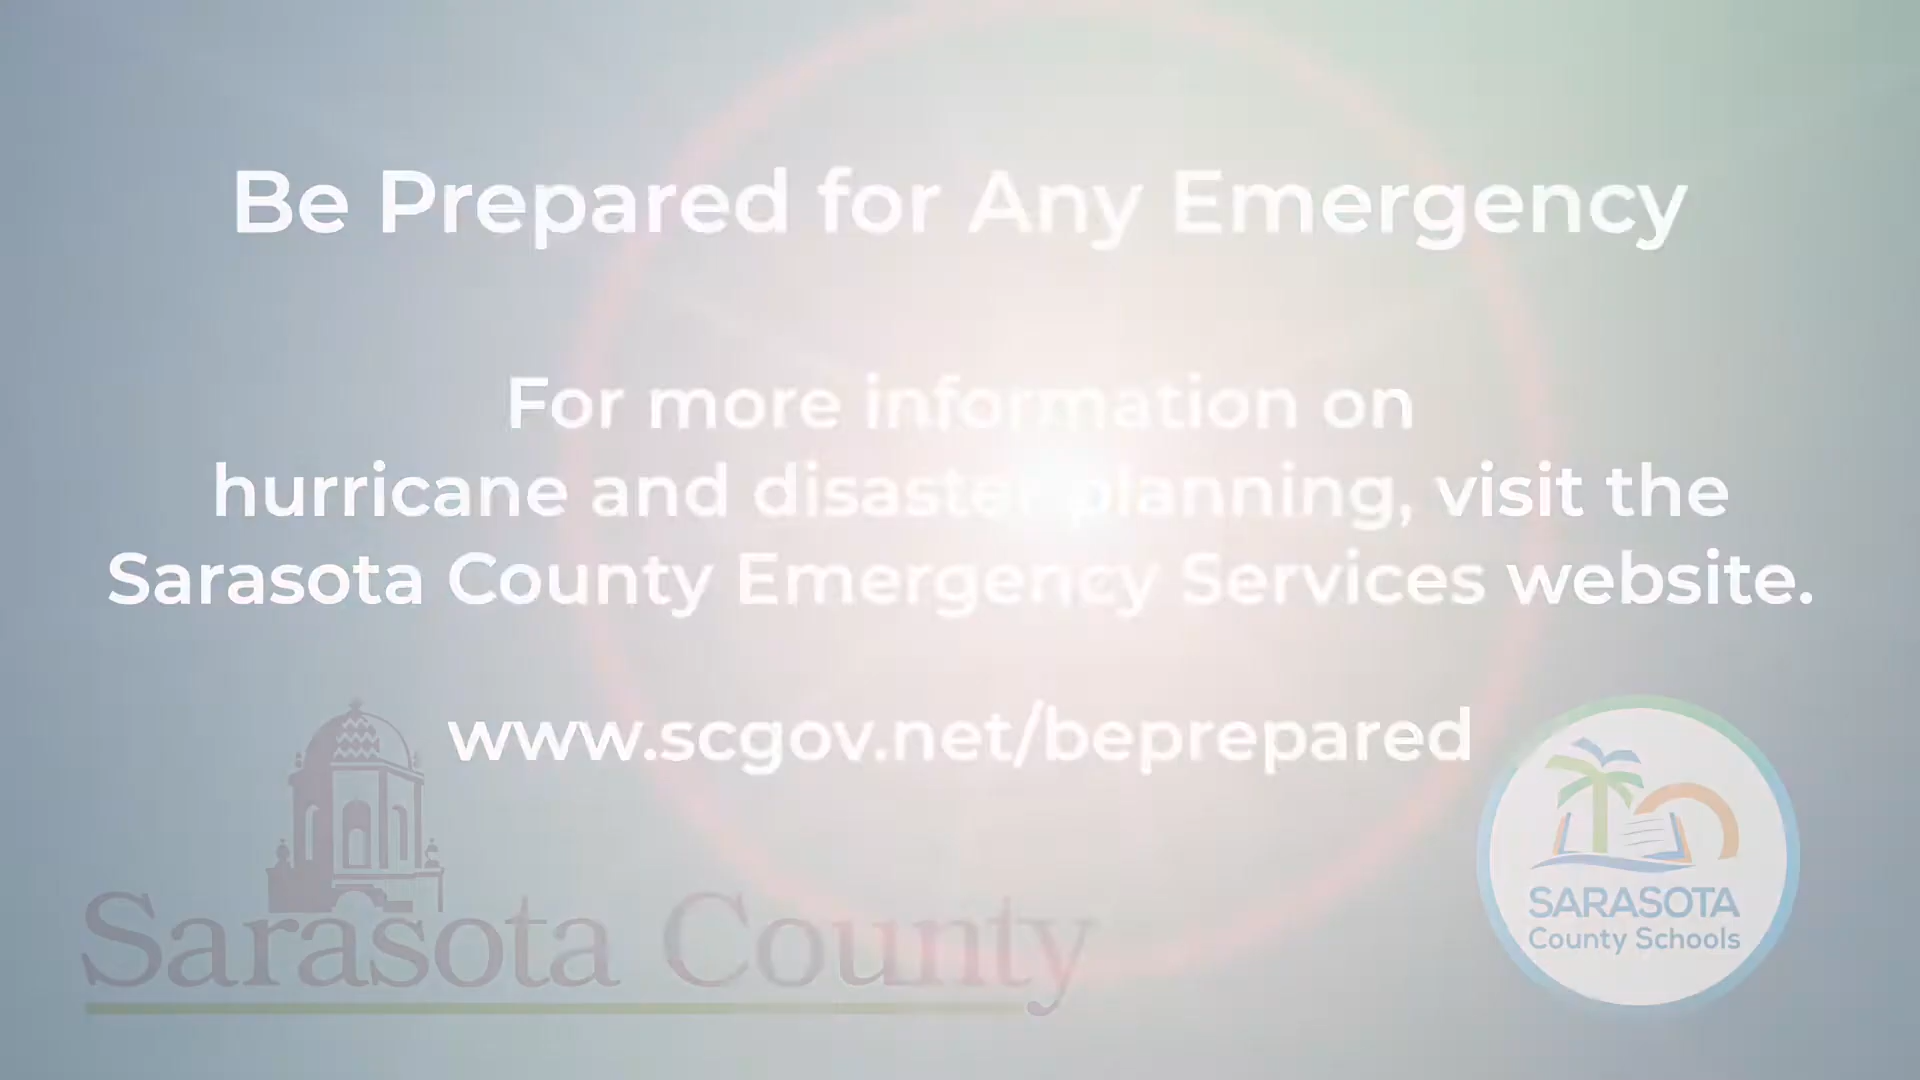 Be Prepared for Any Emergency
For more information on
hurricane and disaster planning, visit the
Sarasota County Emergency Services website.
www.scgov.net/beprepared
Sarasota County
SARASOTA
County Schools